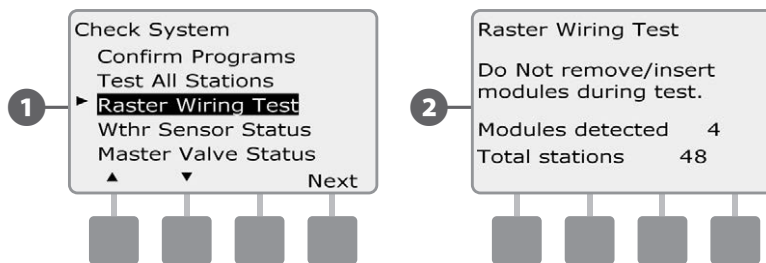 1
Check System
Confirm Programs
Test All Stations
Raster Wiring Test
Wthr Sensor Status
Master Valve Status
Next
2
Raster Wiring Test
Do Not remove/insert
modules during test.
Modules detected 4
Total stations 48